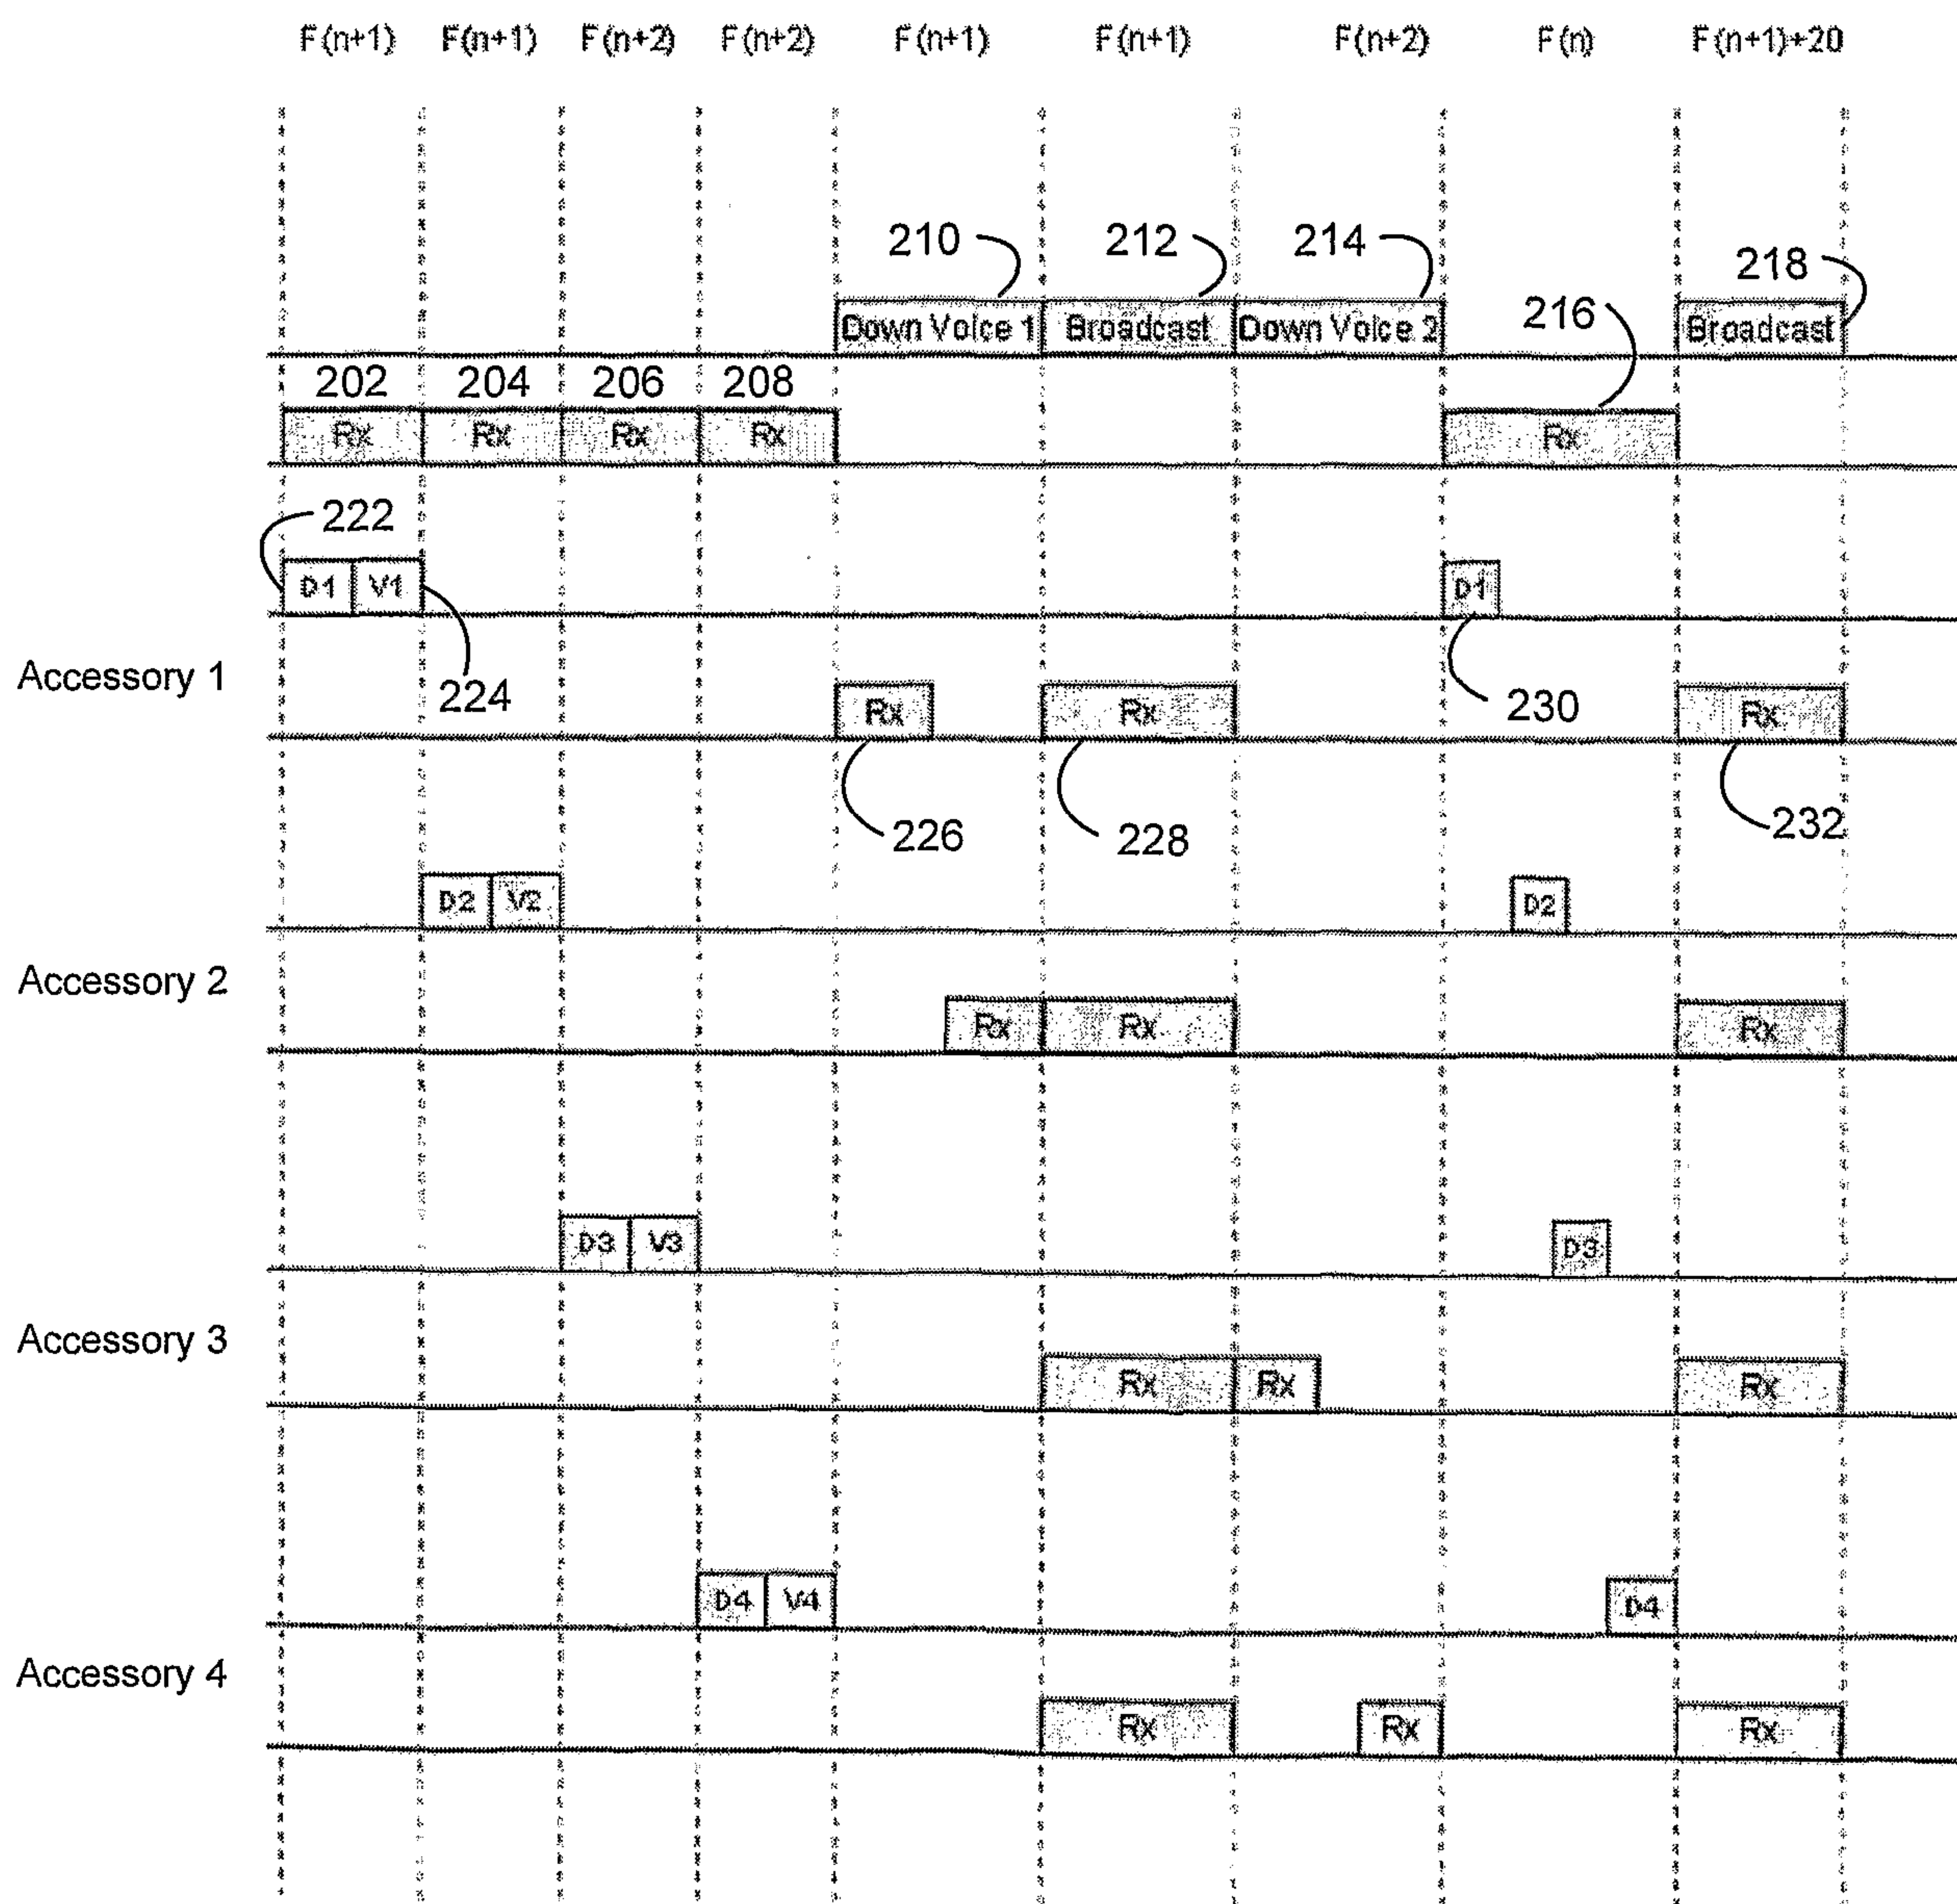 F(n+1) F(n+1) F(n+2) F(n+2) F(n+1) F(n+1) F(n+2) F(n) F(n+1)+20
210 212 214 218
216
Down Voice 1 Broadcast Down Voice 2 Broadcast
202 204 206 208
Rx Rx Rx Rx Rx
222
D1 V1 D1
Accessory 1
224 230
Rx Rx Rx
226 228 232
D2 V2 D2
Accessory 2
Rx Rx Rx
D3 V3 D3
Accessory 3
Rx Rx Rx
D4 V4 D4
Accessory 4
Rx Rx Rx